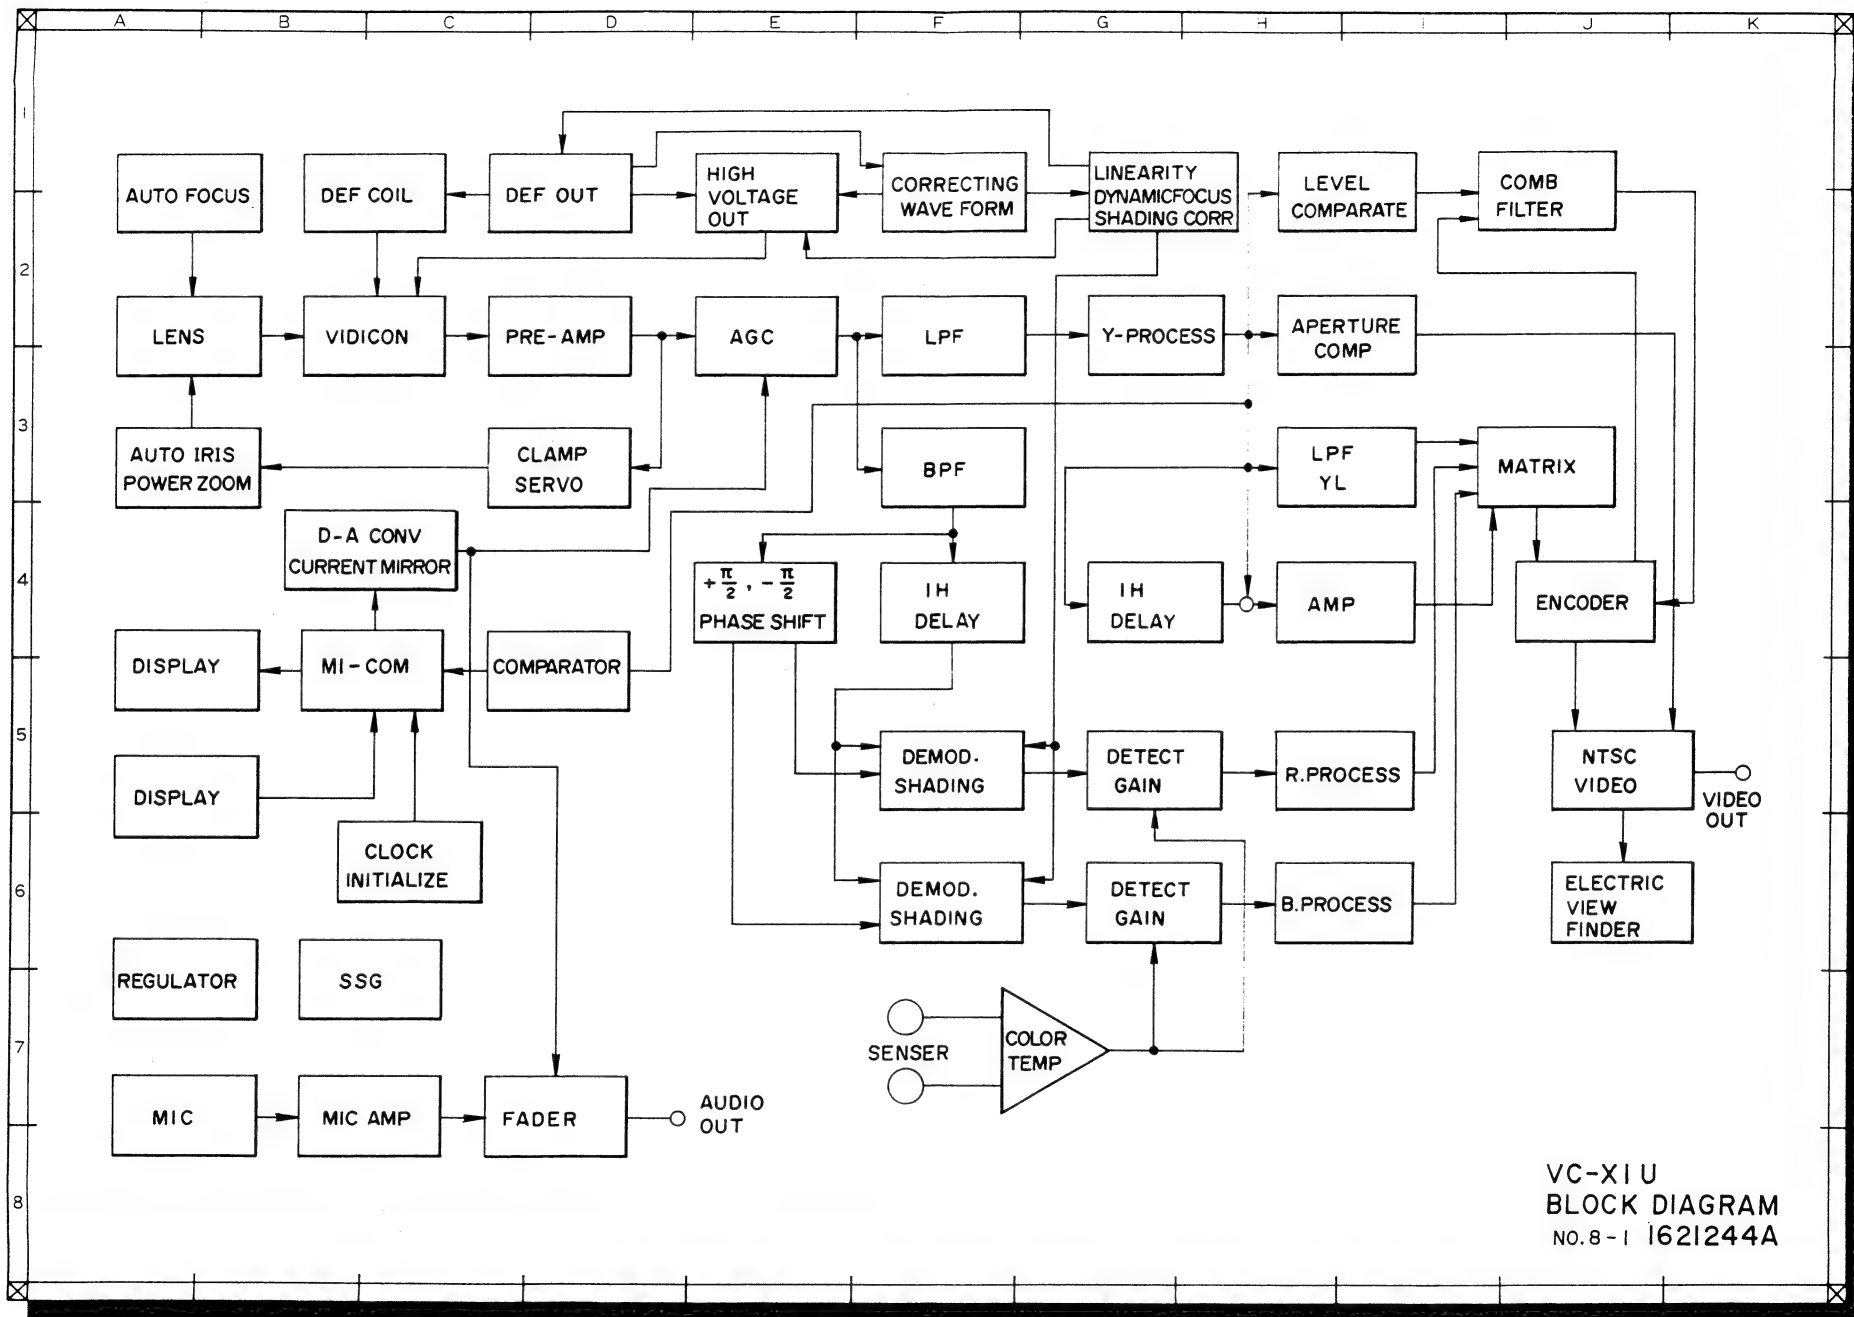 A B C D E F G H I J K
1
AUTO FOCUS
DEF COIL
DEF OUT
HIGH
VOLTAGE
OUT
CORRECTING
WAVE FORM
LINEARITY
DYNAMICFOCUS
SHADING CORR
LEVEL
COMPARATE
COMB
FILTER
2
LENS
VIDICON
PRE-AMP
AGC
LPF
Y-PROCESS
APERTURE
COMP
3
AUTO IRIS
POWER ZOOM
CLAMP
SERVO
BPF
LPF
YL
MATRIX
D-A CONV
CURRENT MIRROR
4
+π/2, -π/2
PHASE SHIFT
1H
DELAY
1H
DELAY
AMP
ENCODER
DISPLAY
MI-COM
COMPARATOR
5
DISPLAY
DEMOD.
SHADING
DETECT
GAIN
R.PROCESS
NTSC
VIDEO
VIDEO
OUT
CLOCK
INITIALIZE
6
DEMOD.
SHADING
DETECT
GAIN
B.PROCESS
ELECTRIC
VIEW
FINDER
REGULATOR
SSG
7
SENSER
COLOR
TEMP
MIC
MIC AMP
FADER
AUDIO
OUT
8
VC-X1U
BLOCK DIAGRAM
NO.8-1 1621244A